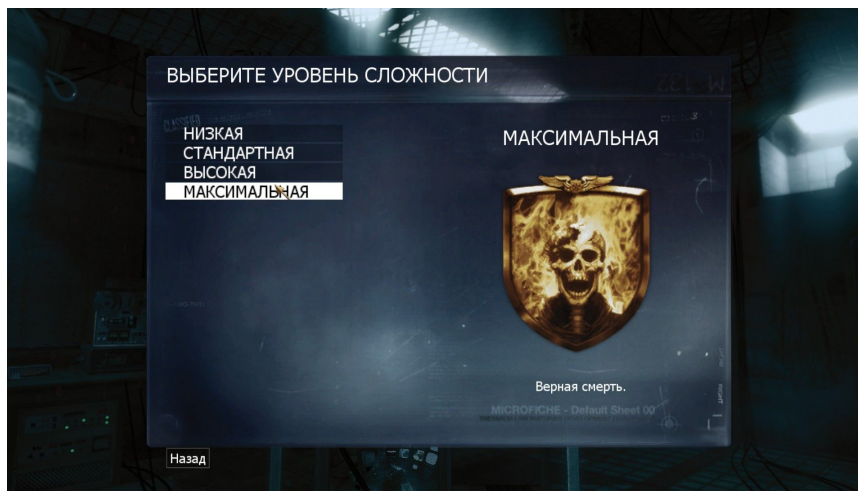 ВЫБЕРИТЕ УРОВЕНЬ СЛОЖНОСТИ
НИЗКАЯ
СТАНДАРТНАЯ
ВЫСОКАЯ
МАКСИМАЛЬНАЯ
МАКСИМАЛЬНАЯ
Верная смерть.
MICROFICHE - Default Sheet 00
Назад